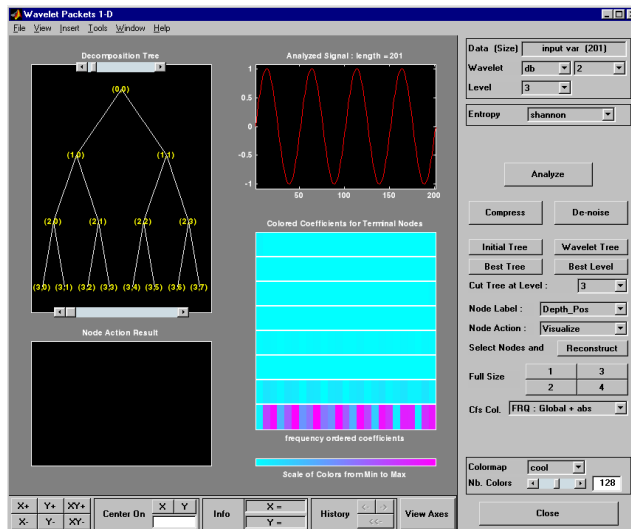 Wavelet Packets 1-D
File View Insert Tools Window Help
Decomposition Tree
(0,0)
(1,0) (1,1)
(2,0) (2,1) (2,2) (2,3)
(3,0) (3,1) (3,2) (3,3) (3,4) (3,5) (3,6) (3,7)
Node Action Result
Analyzed Signal : length = 201
1
0.5
0
-0.5
-1
50 100 150 200
Colored Coefficients for Terminal Nodes
frequency ordered coefficients
Scale of Colors from Min to Max
Data (Size) input var (201)
Wavelet db 2
Level 3
Entropy shannon
Analyze
Compress De-noise
Initial Tree Wavelet Tree
Best Tree Best Level
Cut Tree at Level : 3
Node Label : Depth_Pos
Node Action : Visualize
Select Nodes and Reconstruct
Full Size 1 3
2 4
Cfs Col. FRQ : Global + abs
Colormap cool
Nb. Colors 128
Close
X+ Y+ XY+
X- Y- XY-
Center On X Y
Info X =
Y =
History < >
<<-
View Axes